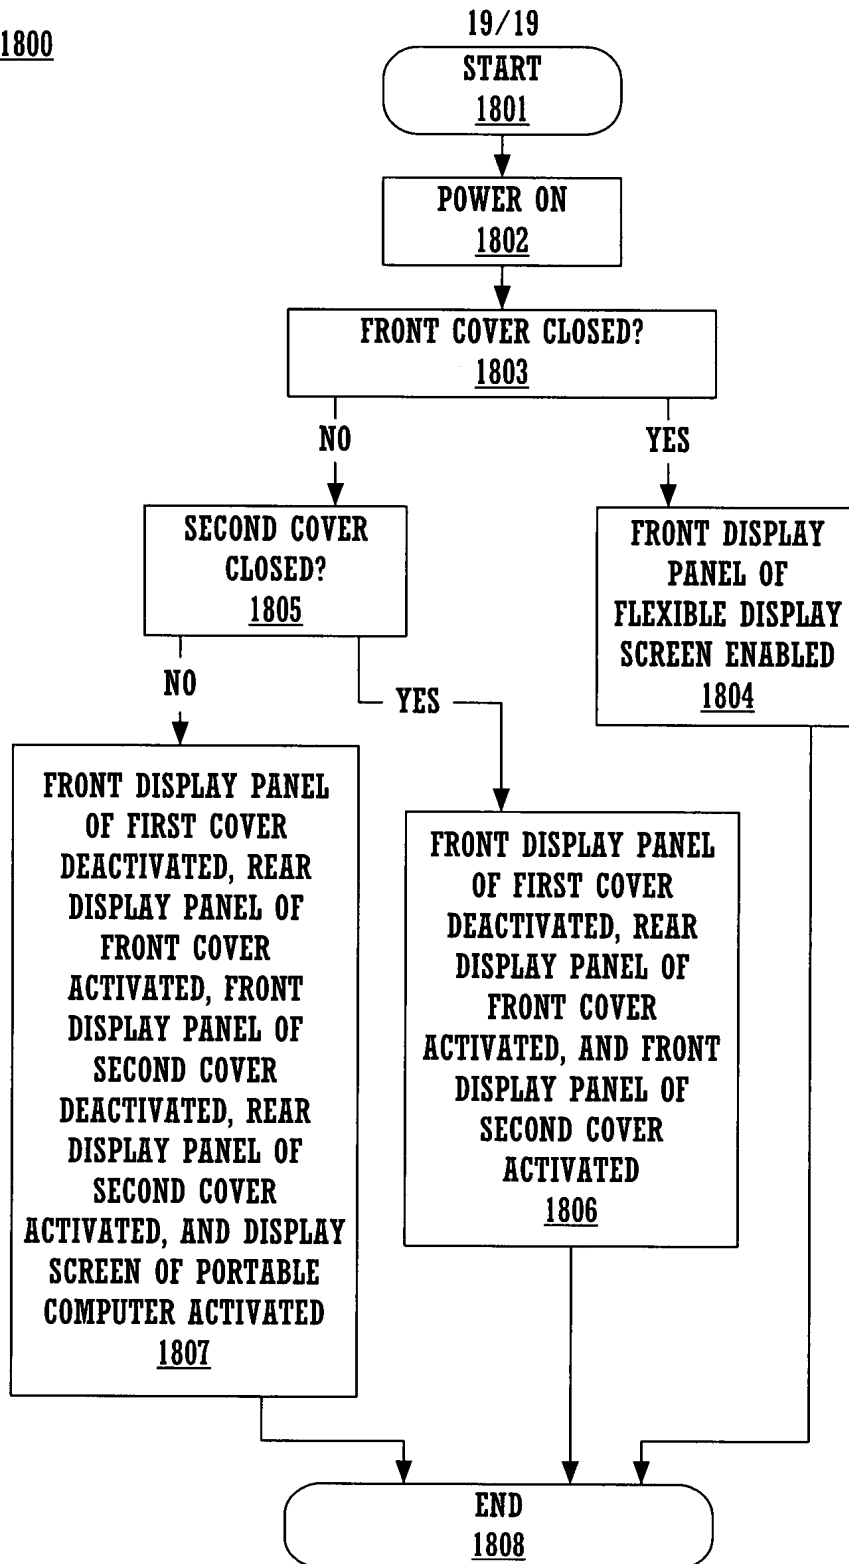 1800
19/19
START
1801
POWER ON
1802
FRONT COVER CLOSED?
1803
NO
YES
SECOND COVER
CLOSED?
1805
FRONT DISPLAY
PANEL OF
FLEXIBLE DISPLAY
SCREEN ENABLED
1804
NO
YES
FRONT DISPLAY PANEL
OF FIRST COVER
DEACTIVATED, REAR
DISPLAY PANEL OF
FRONT COVER
ACTIVATED, FRONT
DISPLAY PANEL OF
SECOND COVER
DEACTIVATED, REAR
DISPLAY PANEL OF
SECOND COVER
ACTIVATED, AND DISPLAY
SCREEN OF PORTABLE
COMPUTER ACTIVATED
1807
FRONT DISPLAY PANEL
OF FIRST COVER
DEACTIVATED, REAR
DISPLAY PANEL OF
FRONT COVER
ACTIVATED, AND FRONT
DISPLAY PANEL OF
SECOND COVER
ACTIVATED
1806
END
1808